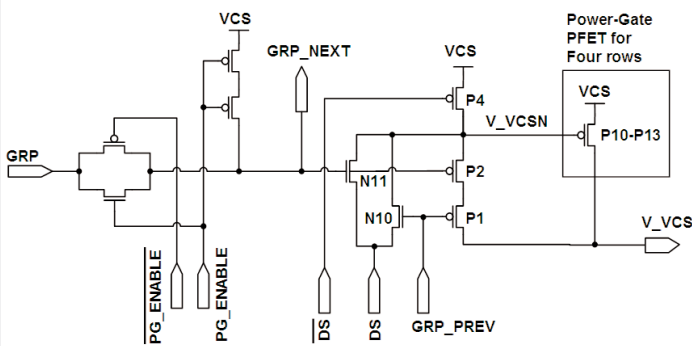 VCS
GRP_NEXT
VCS
Power-Gate
PFET for
Four rows
VCS
P4
V_VCSN
P10-P13
GRP
N11
P2
N10
P1
V_VCS
PG_ENABLE
PG_ENABLE
DS
DS
GRP_PREV